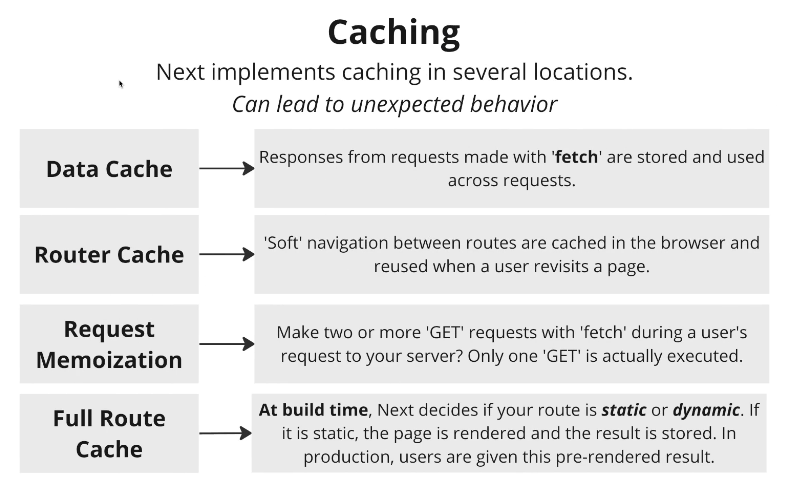 Caching
Next implements caching in several locations.
Can lead to unexpected behavior
Data Cache
Responses from requests made with 'fetch' are stored and used
across requests.
Router Cache
'Soft' navigation between routes are cached in the browser and
reused when a user revisits a page.
Request
Memoization
Make two or more 'GET' requests with 'fetch' during a user's
request to your server? Only one 'GET' is actually executed.
Full Route
Cache
At build time, Next decides if your route is static or dynamic. If
it is static, the page is rendered and the result is stored. In
production, users are given this pre-rendered result.